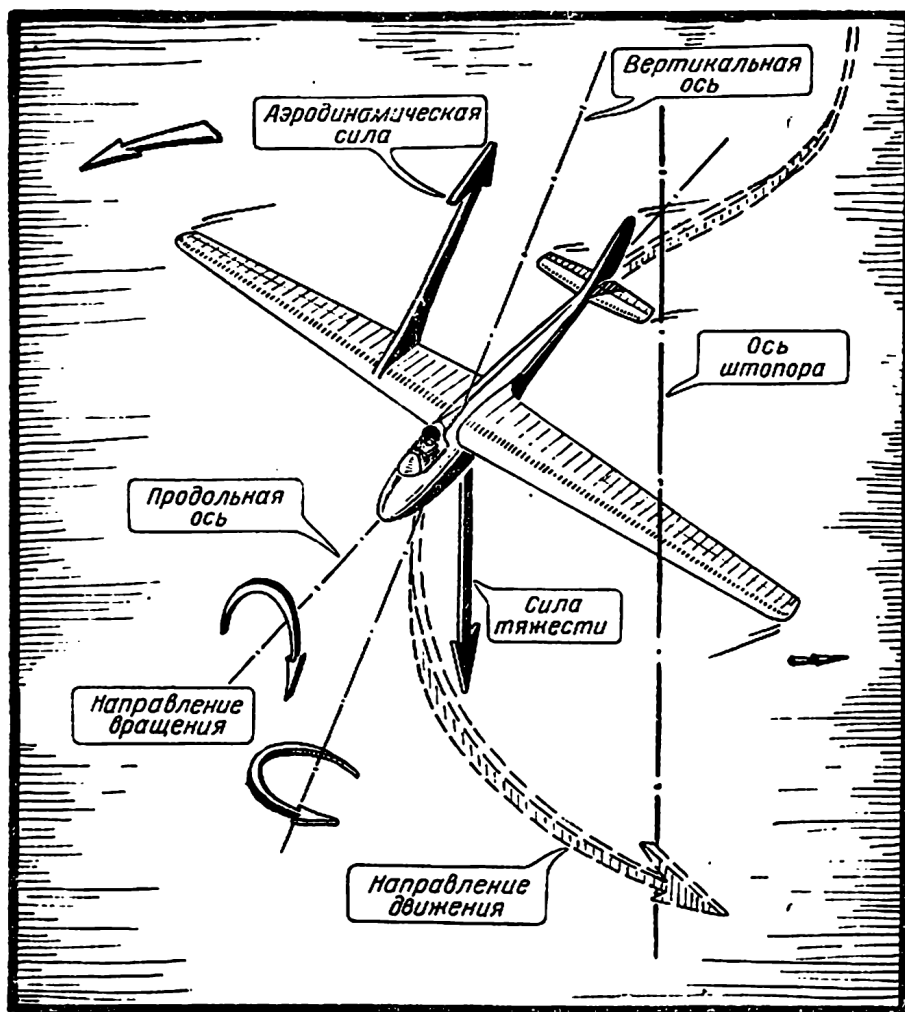 Вертикальная
ось
Аэродинамическая
сила
Ось
штопора
Продольная
ось
Сила
тяжести
Направление
вращения
Направление
движения